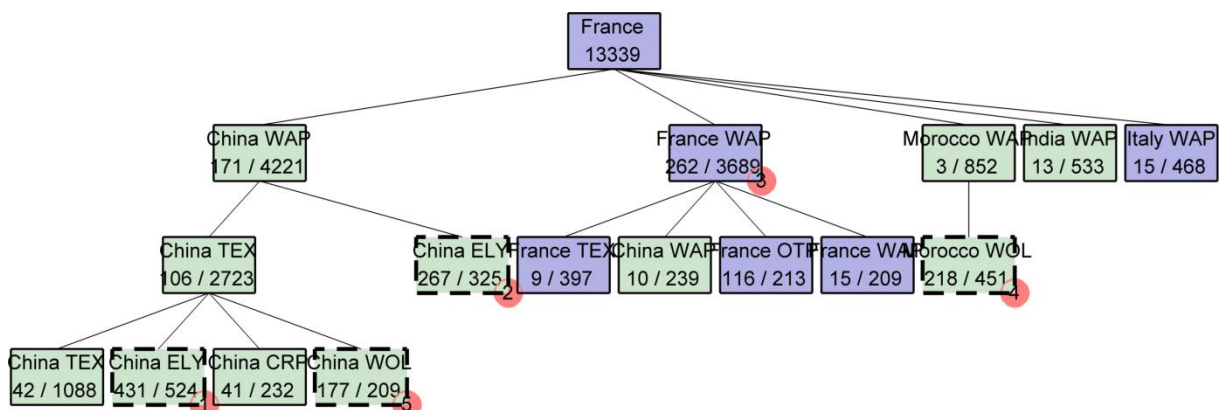 France
13339
China WAP
171 / 4221
France WAP
262 / 3689
3
Morocco WAP
3 / 852
India WAP
13 / 533
Italy WAP
15 / 468
China TEX
106 / 2723
China ELY
267 / 325
2
France TEX
9 / 397
China WAP
10 / 239
France OTP
116 / 213
France WAP
15 / 209
Morocco WOL
218 / 451
4
China TEX
42 / 1088
China ELY
431 / 524
1
China CRP
41 / 232
China WOL
177 / 209
5